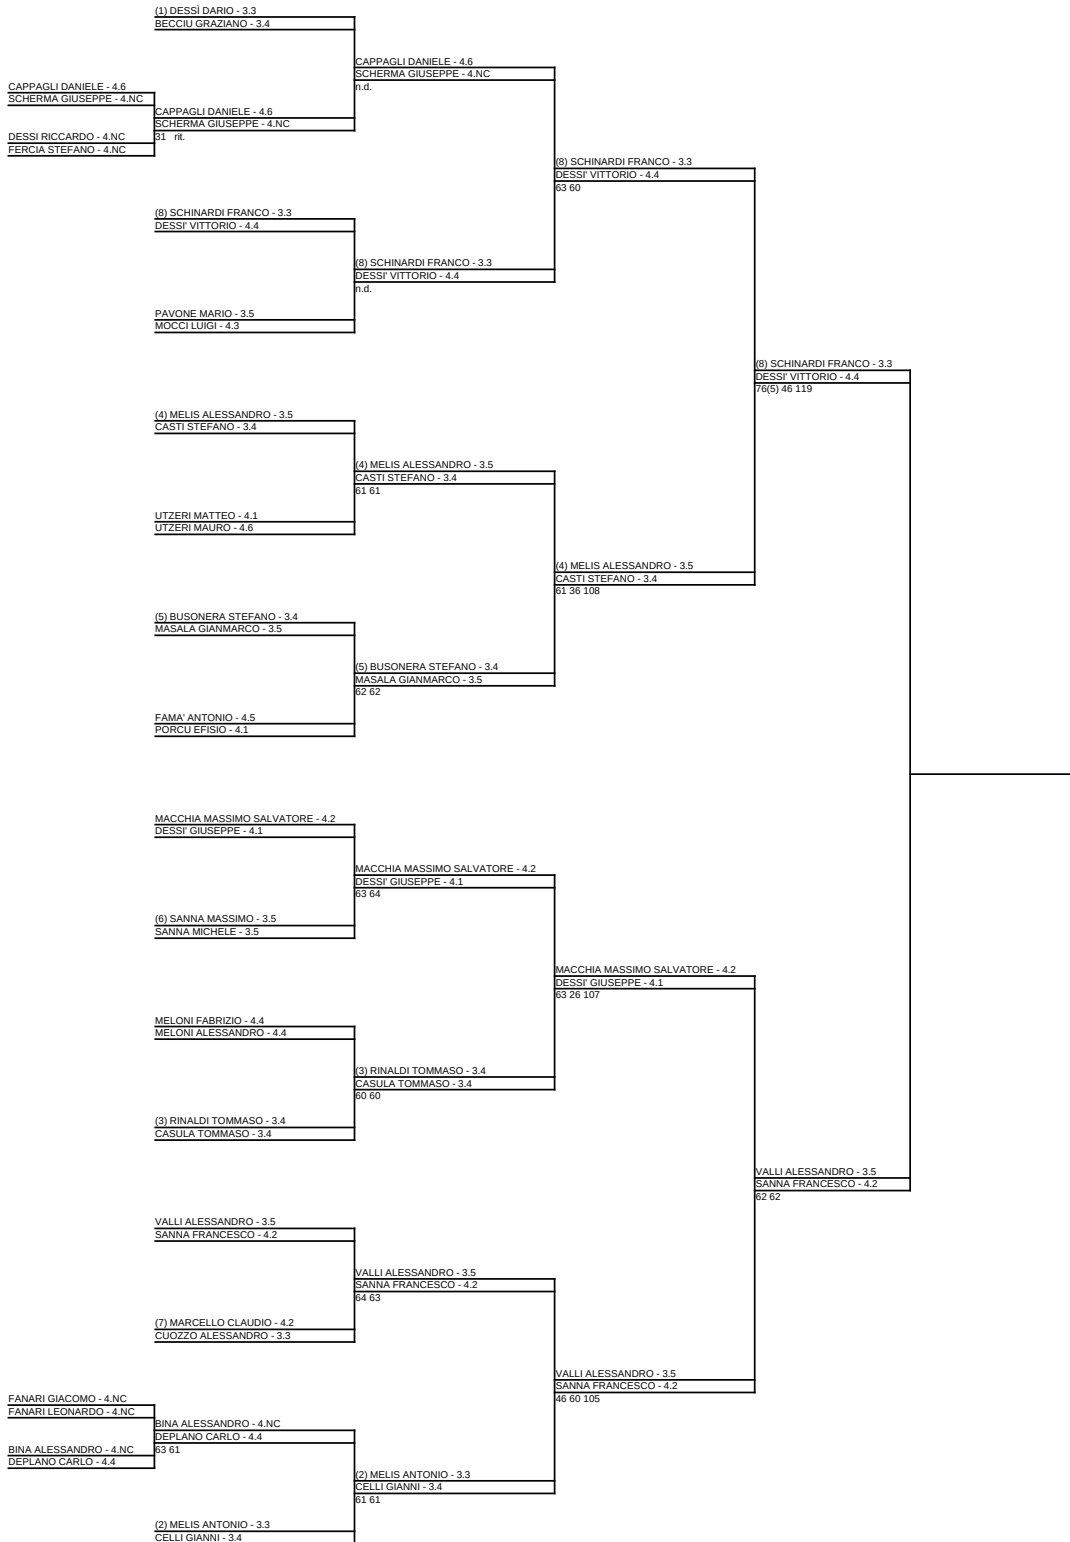 (1) DESSÌ DARIO - 3.3
BECCIU GRAZIANO - 3.4
CAPPAGLI DANIELE - 4.6
SCHERMA GIUSEPPE - 4.NC
n.d.
CAPPAGLI DANIELE - 4.6
SCHERMA GIUSEPPE - 4.NC
CAPPAGLI DANIELE - 4.6
SCHERMA GIUSEPPE - 4.NC
31 rit.
DESSI RICCARDO - 4.NC
FERCIA STEFANO - 4.NC
(8) SCHINARDI FRANCO - 3.3
DESSI' VITTORIO - 4.4
63 60
(8) SCHINARDI FRANCO - 3.3
DESSI' VITTORIO - 4.4
(8) SCHINARDI FRANCO - 3.3
DESSI' VITTORIO - 4.4
n.d.
PAVONE MARIO - 3.5
MOCCI LUIGI - 4.3
(8) SCHINARDI FRANCO - 3.3
DESSI' VITTORIO - 4.4
76(5) 46 119
(4) MELIS ALESSANDRO - 3.5
CASTI STEFANO - 3.4
(4) MELIS ALESSANDRO - 3.5
CASTI STEFANO - 3.4
61 61
UTZERI MATTEO - 4.1
UTZERI MAURO - 4.6
(4) MELIS ALESSANDRO - 3.5
CASTI STEFANO - 3.4
61 36 108
(5) BUSONERA STEFANO - 3.4
MASALA GIANMARCO - 3.5
(5) BUSONERA STEFANO - 3.4
MASALA GIANMARCO - 3.5
62 62
FAMA' ANTONIO - 4.5
PORCU EFISIO - 4.1
MACCHIA MASSIMO SALVATORE - 4.2
DESSI' GIUSEPPE - 4.1
MACCHIA MASSIMO SALVATORE - 4.2
DESSI' GIUSEPPE - 4.1
63 64
(6) SANNA MASSIMO - 3.5
SANNA MICHELE - 3.5
MACCHIA MASSIMO SALVATORE - 4.2
DESSI' GIUSEPPE - 4.1
63 26 107
MELONI FABRIZIO - 4.4
MELONI ALESSANDRO - 4.4
(3) RINALDI TOMMASO - 3.4
CASULA TOMMASO - 3.4
60 60
(3) RINALDI TOMMASO - 3.4
CASULA TOMMASO - 3.4
VALLI ALESSANDRO - 3.5
SANNA FRANCESCO - 4.2
62 62
VALLI ALESSANDRO - 3.5
SANNA FRANCESCO - 4.2
VALLI ALESSANDRO - 3.5
SANNA FRANCESCO - 4.2
64 63
(7) MARCELLO CLAUDIO - 4.2
CUOZZO ALESSANDRO - 3.3
VALLI ALESSANDRO - 3.5
SANNA FRANCESCO - 4.2
46 60 105
FANARI GIACOMO - 4.NC
FANARI LEONARDO - 4.NC
BINA ALESSANDRO - 4.NC
DEPLANO CARLO - 4.4
63 61
BINA ALESSANDRO - 4.NC
DEPLANO CARLO - 4.4
(2) MELIS ANTONIO - 3.3
CELLI GIANNI - 3.4
61 61
(2) MELIS ANTONIO - 3.3
CELLI GIANNI - 3.4